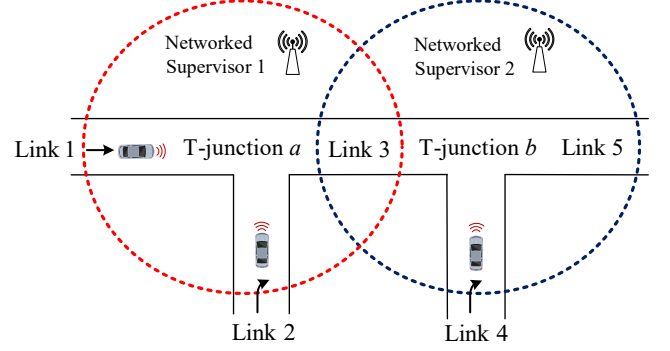 Networked
Supervisor 1
Networked
Supervisor 2
Link 1
T-junction a
Link 3
T-junction b
Link 5
Link 2
Link 4